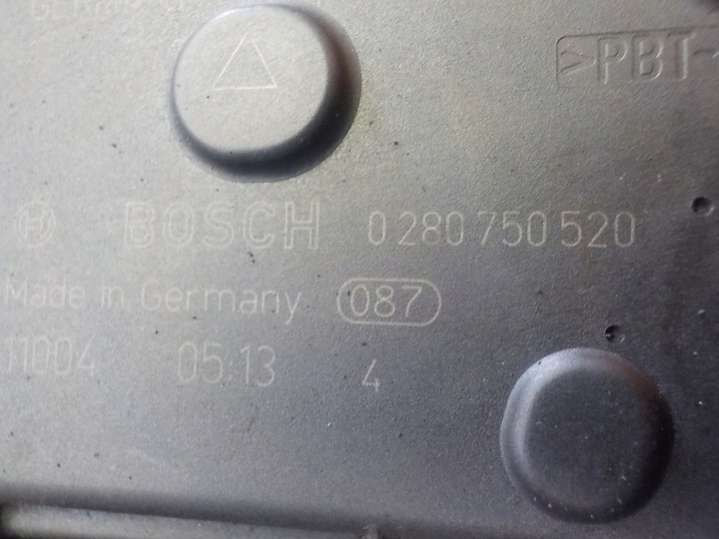 >PBT-
BOSCH 0 280 750 520
Made in Germany 087
11004 05:13 4